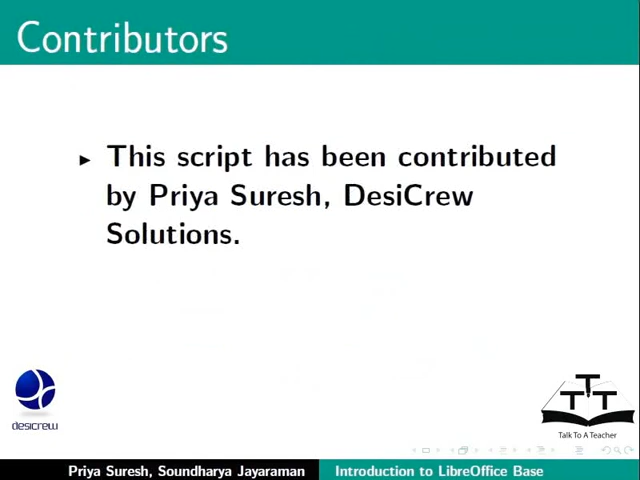 Contributors
This script has been contributed
by Priya Suresh, DesiCrew
Solutions.
desicrew
T
T T
Talk To A Teacher
Priya Suresh, Soundharya Jayaraman
Introduction to LibreOffice Base